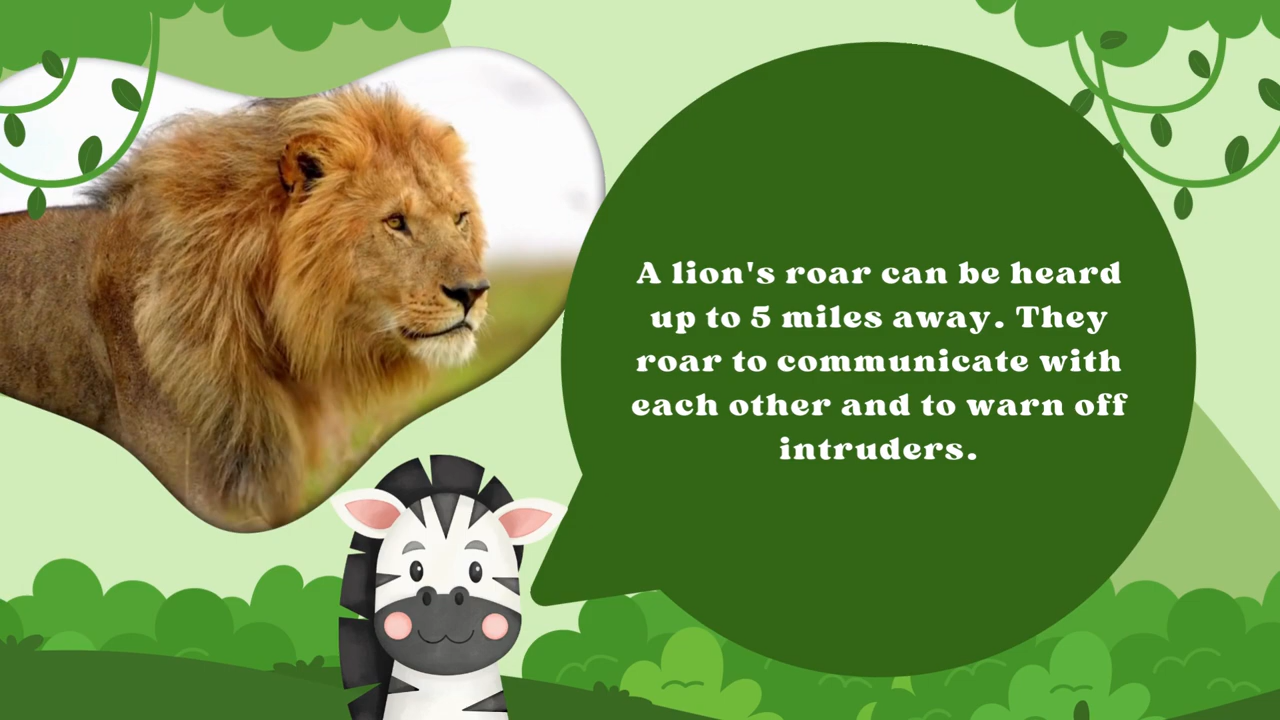 A lion's roar can be heard
up to 5 miles away. They
roar to communicate with
each other and to warn off
intruders.